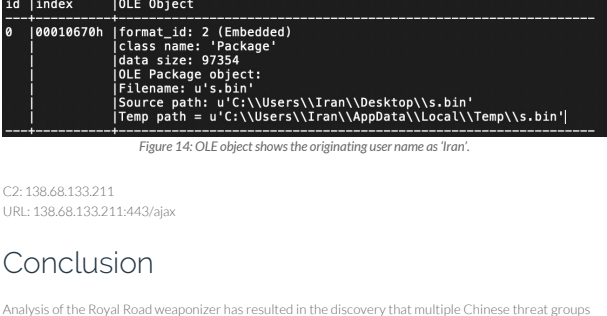 id |index |OLE Object
---+----------+---------------------------------------------------------------
0 |00010670h |format_id: 2 (Embedded)
| |class name: 'Package'
| |data size: 97354
| |OLE Package object:
| |Filename: u's.bin'
| |Source path: u'C:\\Users\\Iran\\Desktop\\s.bin'
| |Temp path = u'C:\\Users\\Iran\\AppData\\Local\\Temp\\s.bin'
---+----------+---------------------------------------------------------------
Figure 14: OLE object shows the originating user name as ‘Iran’.
C2: 138.68.133.211
URL: 138.68.133.211:443/ajax
Conclusion
Analysis of the Royal Road weaponizer has resulted in the discovery that multiple Chinese threat groups